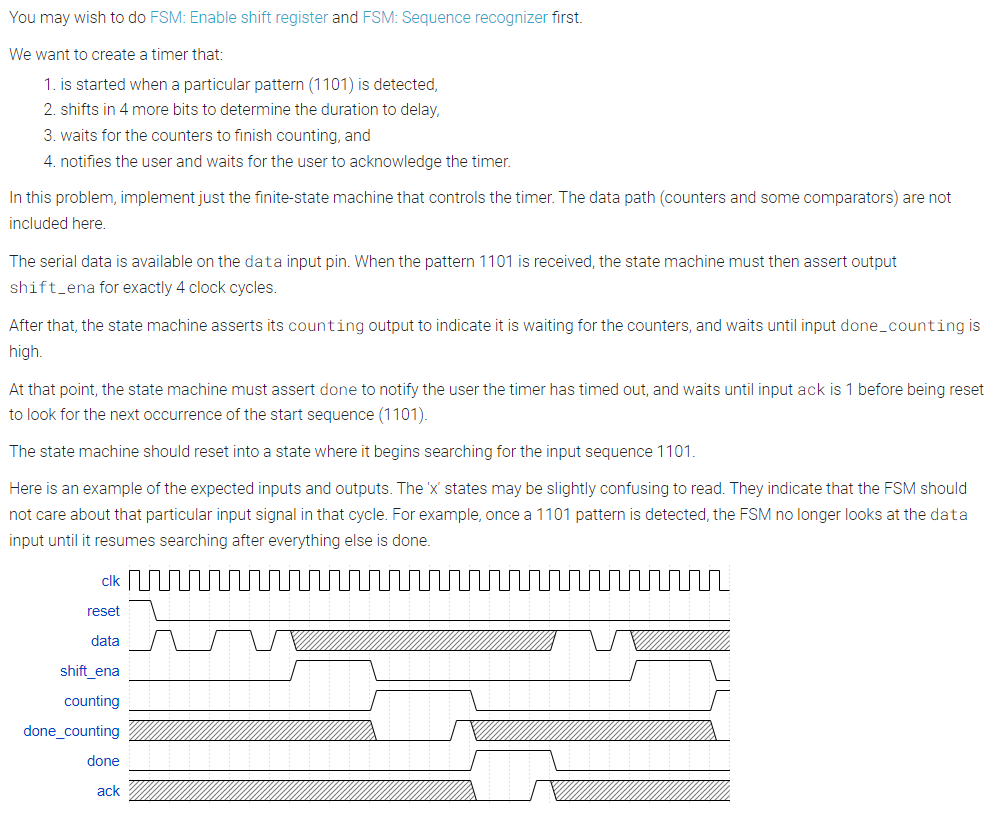 You may wish to do FSM: Enable shift register and FSM: Sequence recognizer first.
We want to create a timer that:
1. is started when a particular pattern (1101) is detected,
2. shifts in 4 more bits to determine the duration to delay,
3. waits for the counters to finish counting, and
4. notifies the user and waits for the user to acknowledge the timer.
In this problem, implement just the finite-state machine that controls the timer. The data path (counters and some comparators) are not
included here.
The serial data is available on the data input pin. When the pattern 1101 is received, the state machine must then assert output
shift_ena for exactly 4 clock cycles.
After that, the state machine asserts its counting output to indicate it is waiting for the counters, and waits until input done_counting is
high.
At that point, the state machine must assert done to notify the user the timer has timed out, and waits until input ack is 1 before being reset
to look for the next occurrence of the start sequence (1101).
The state machine should reset into a state where it begins searching for the input sequence 1101.
Here is an example of the expected inputs and outputs. The 'x' states may be slightly confusing to read. They indicate that the FSM should
not care about that particular input signal in that cycle. For example, once a 1101 pattern is detected, the FSM no longer looks at the data
input until it resumes searching after everything else is done.
clk
reset
data
shift_ena
counting
done_counting
done
ack